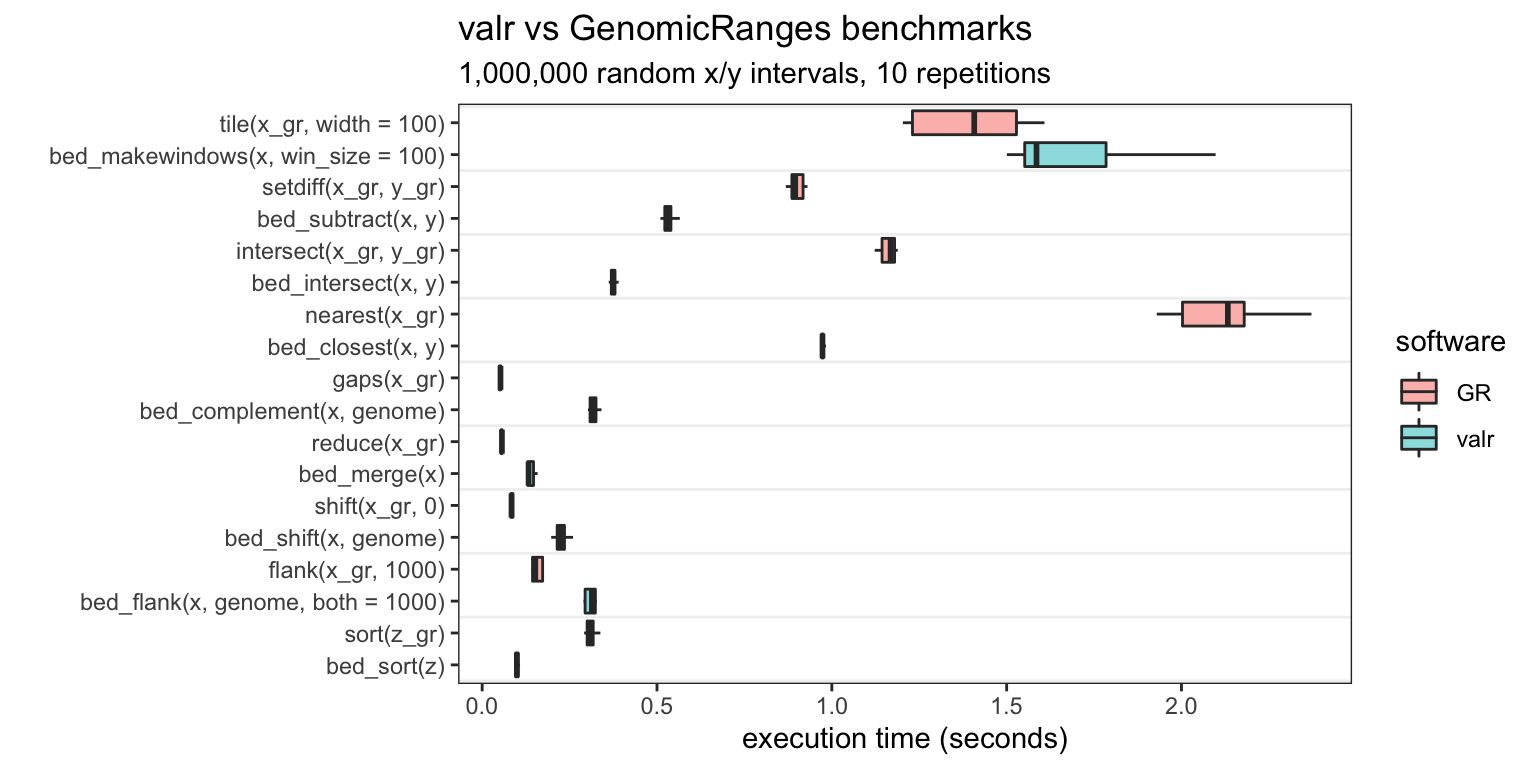 valr vs GenomicRanges benchmarks
1,000,000 random x/y intervals, 10 repetitions
tile(x_gr, width = 100)
bed_makewindows(x, win_size = 100)
setdiff(x_gr, y_gr)
bed_subtract(x, y)
intersect(x_gr, y_gr)
bed_intersect(x, y)
nearest(x_gr)
bed_closest(x, y)
gaps(x_gr)
bed_complement(x, genome)
reduce(x_gr)
bed_merge(x)
shift(x_gr, 0)
bed_shift(x, genome)
flank(x_gr, 1000)
bed_flank(x, genome, both = 1000)
sort(z_gr)
bed_sort(z)
0.0 0.5 1.0 1.5 2.0
execution time (seconds)
software
GR
valr